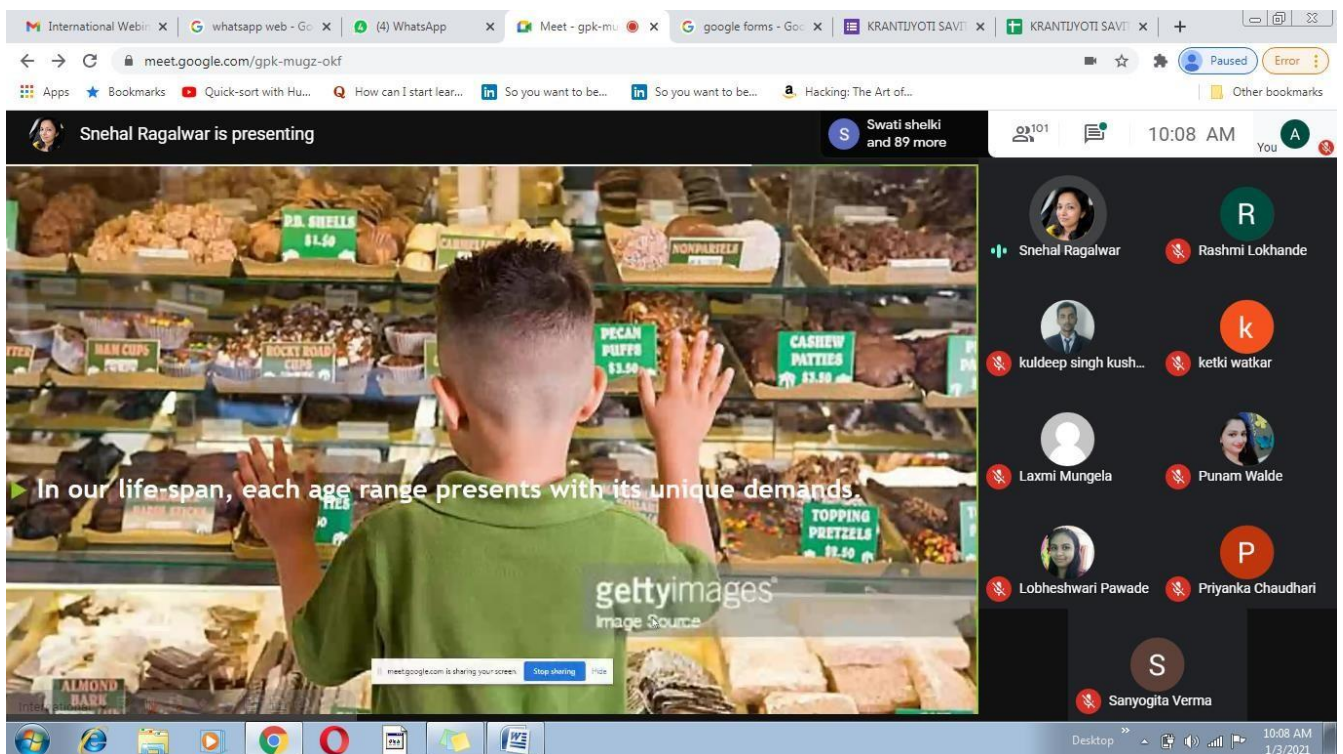 International Webin
whatsapp web - Go
(4) WhatsApp
Meet - gpk-mu
google forms - Goo
KRANTIJYOTI SAVIT
KRANTIJYOTI SAVIT
meet.google.com/gpk-mugz-okf
Paused
Error
Apps
Bookmarks
Quick-sort with Hu...
How can I start lear...
So you want to be...
So you want to be...
Hacking: The Art of...
Other bookmarks
Snehal Ragalwar is presenting
S
Swati shelki
and 89 more
101
10:08 AM
You
A
P.B. SHELLS
$1.50
NONPARIELS
ROCKY ROAD
CUPS
PECAN
PUFFS
$3.50
CASHEW
PATTIES
$3.50
In our life-span, each age range presents with its unique demands.
TOPPING
PRETZELS
$2.50
gettyimages
Image Source
ALMOND
BARK
meet.google.com is sharing your screen.
Stop sharing
Hide
Snehal Ragalwar
R
Rashmi Lokhande
kuldeep singh kush...
k
ketki watkar
Laxmi Mungela
Punam Walde
Lobheshwari Pawade
P
Priyanka Chaudhari
S
Sanyogita Verma
Desktop
10:08 AM
1/3/2021